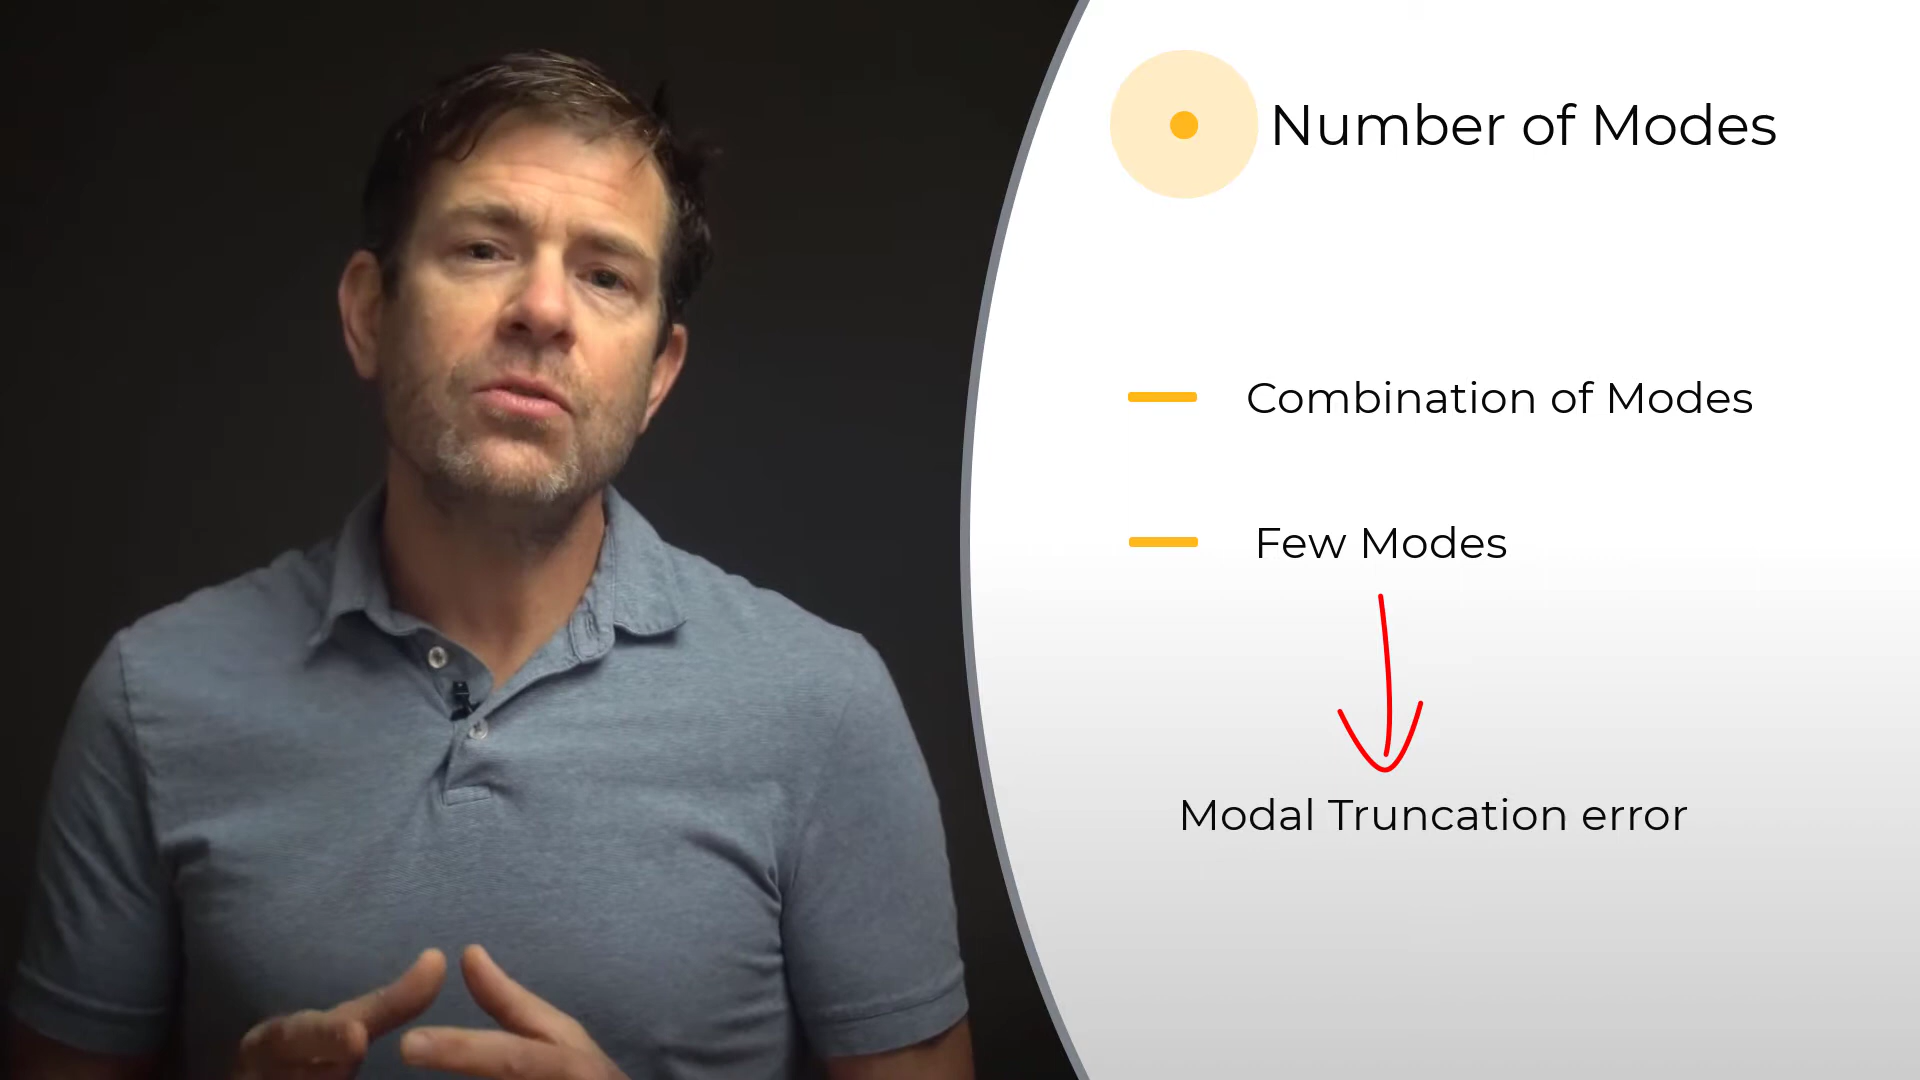 Number of Modes
Combination of Modes
Few Modes
Modal Truncation error